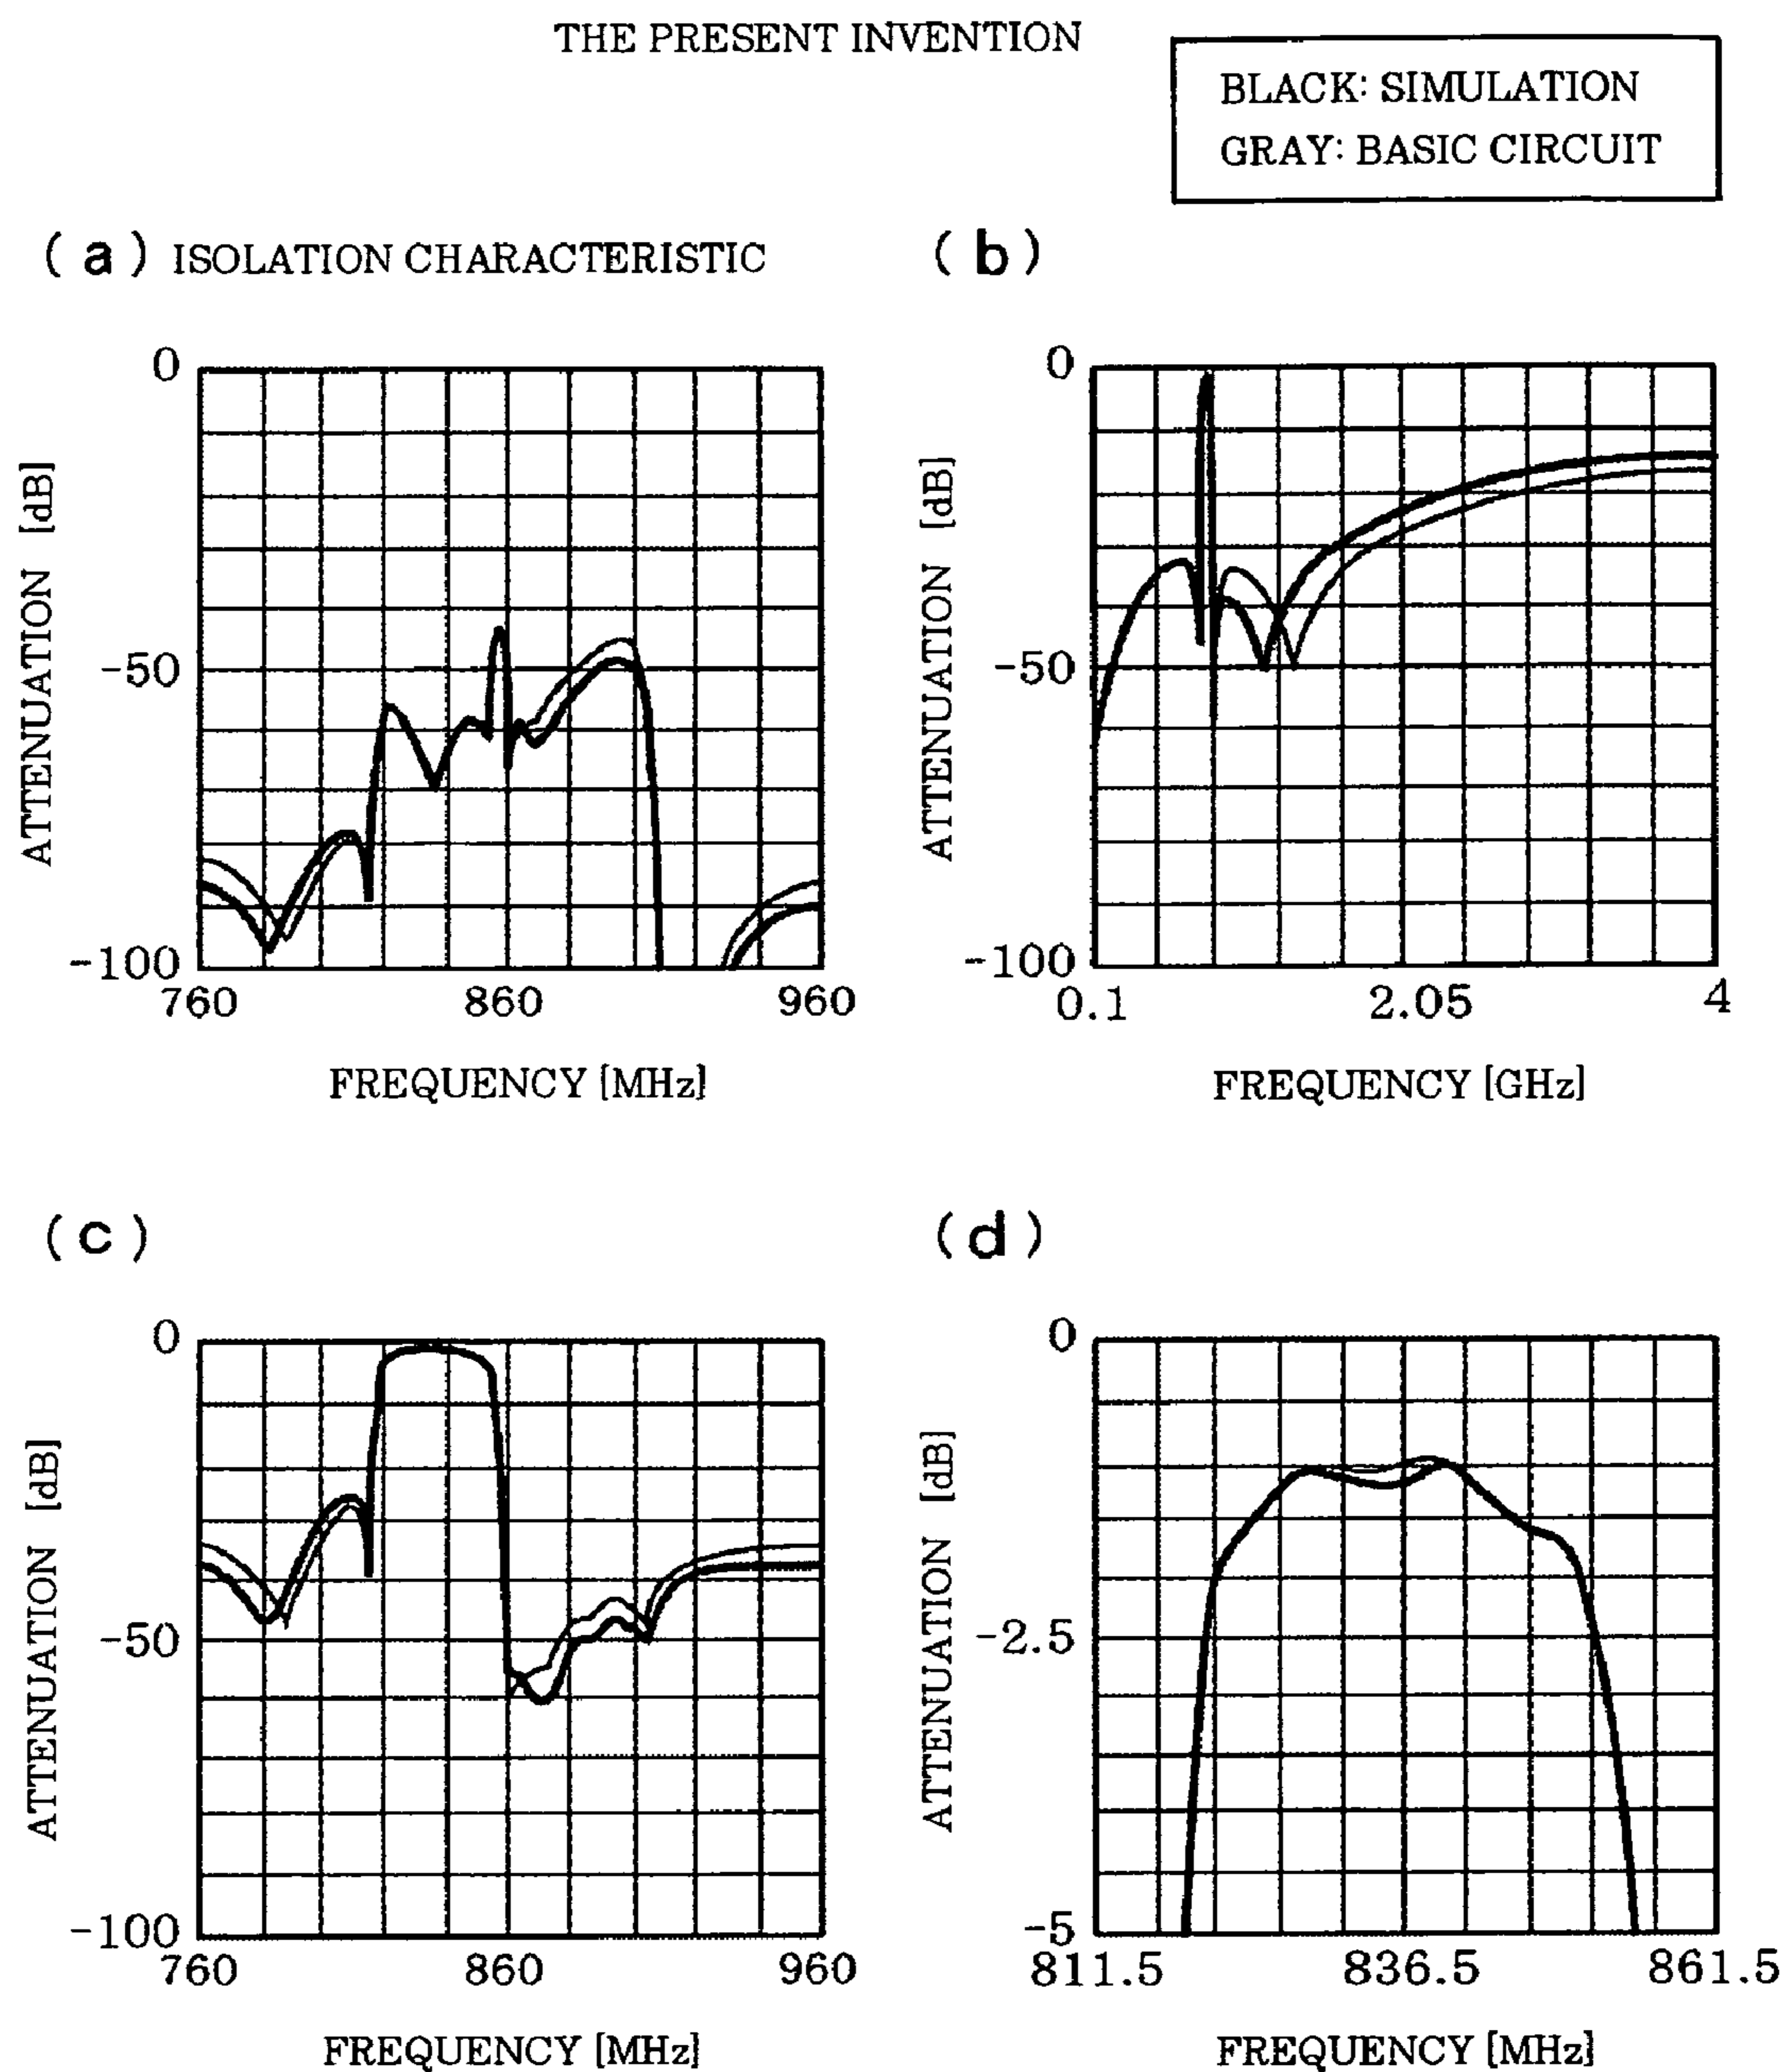 THE PRESENT INVENTION
BLACK: SIMULATION
GRAY: BASIC CIRCUIT
(a) ISOLATION CHARACTERISTIC
(b)
0
-50
-100
760
860
960
ATTENUATION [dB]
FREQUENCY [MHz]
0
-50
-100
0.1
2.05
4
ATTENUATION [dB]
FREQUENCY [GHz]
(c)
(d)
0
-50
-100
760
860
960
ATTENUATION [dB]
FREQUENCY [MHz]
0
-2.5
-5
811.5
836.5
861.5
ATTENUATION [dB]
FREQUENCY [MHz]